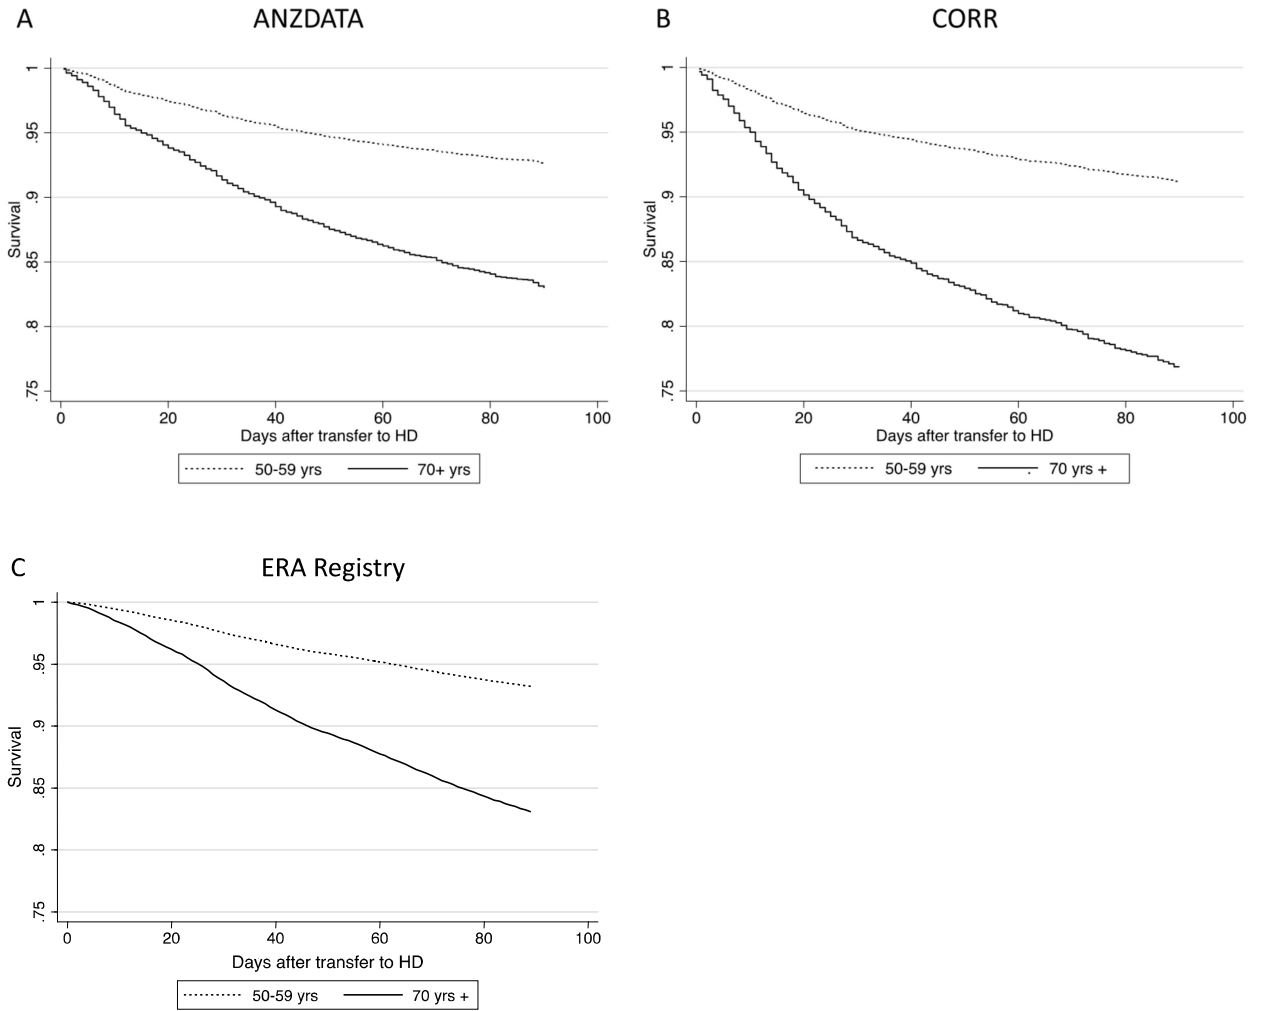 A
ANZDATA
1
.95
.9
.85
.8
.75
Survival
0 20 40 60 80 100
Days after transfer to HD
50-59 yrs 70+ yrs
B
CORR
1
.95
.9
.85
.8
.75
Survival
0 20 40 60 80 100
Days after transfer to HD
50-59 yrs 70 yrs +
C
ERA Registry
1
.95
.9
.85
.8
.75
Survival
0 20 40 60 80 100
Days after transfer to HD
50-59 yrs 70 yrs +